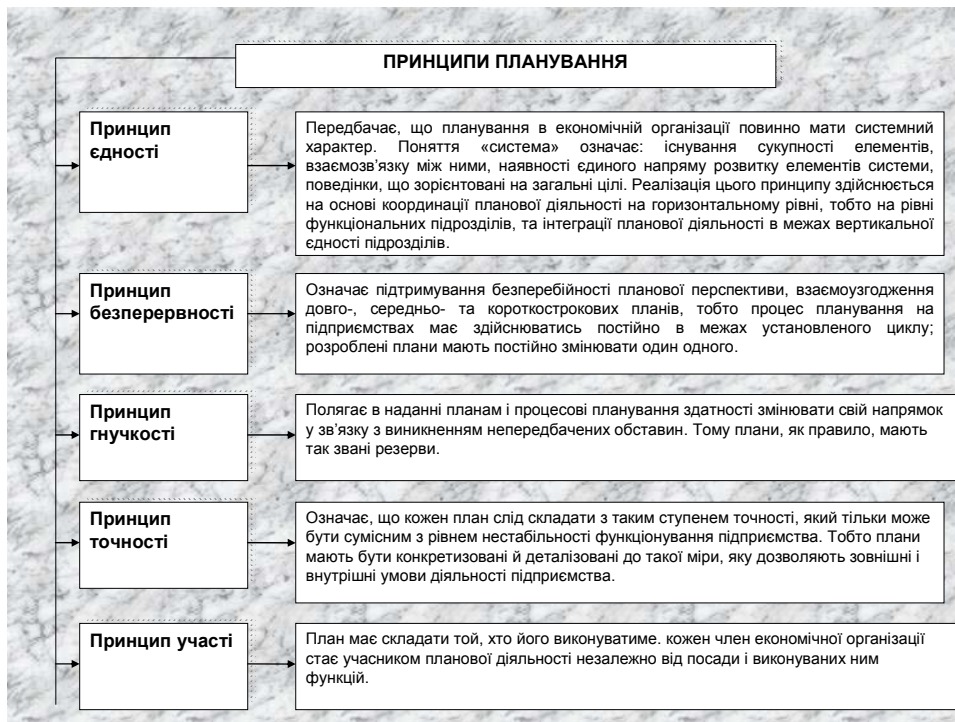 ПРИНЦИПИ ПЛАНУВАННЯ
Принцип
єдності
Передбачає, що планування в економічній організації повинно мати системний
характер. Поняття «система» означає: існування сукупності елементів,
взаємозв’язку між ними, наявності єдиного напряму розвитку елементів системи,
поведінки, що зорієнтовані на загальні цілі. Реалізація цього принципу здійснюється
на основі координації планової діяльності на горизонтальному рівні, тобто на рівні
функціональних підрозділів, та інтеграції планової діяльності в межах вертикальної
єдності підрозділів.
Принцип
безперервності
Означає підтримування безперебійності планової перспективи, взаємоузгодження
довго-, середньо- та короткострокових планів, тобто процес планування на
підприємствах має здійснюватись постійно в межах установленого циклу;
розроблені плани мають постійно змінювати один одного.
Принцип
гнучкості
Полягає в наданні планам і процесові планування здатності змінювати свій напрямок
у зв’язку з виникненням непередбачених обставин. Тому плани, як правило, мають
так звані резерви.
Принцип
точності
Означає, що кожен план слід складати з таким ступенем точності, який тільки може
бути сумісним з рівнем нестабільності функціонування підприємства. Тобто плани
мають бути конкретизовані й деталізовані до такої міри, яку дозволяють зовнішні і
внутрішні умови діяльності підприємства.
Принцип участі
План має складати той, хто його виконуватиме. кожен член економічної організації
стає учасником планової діяльності незалежно від посади і виконуваних ним
функцій.